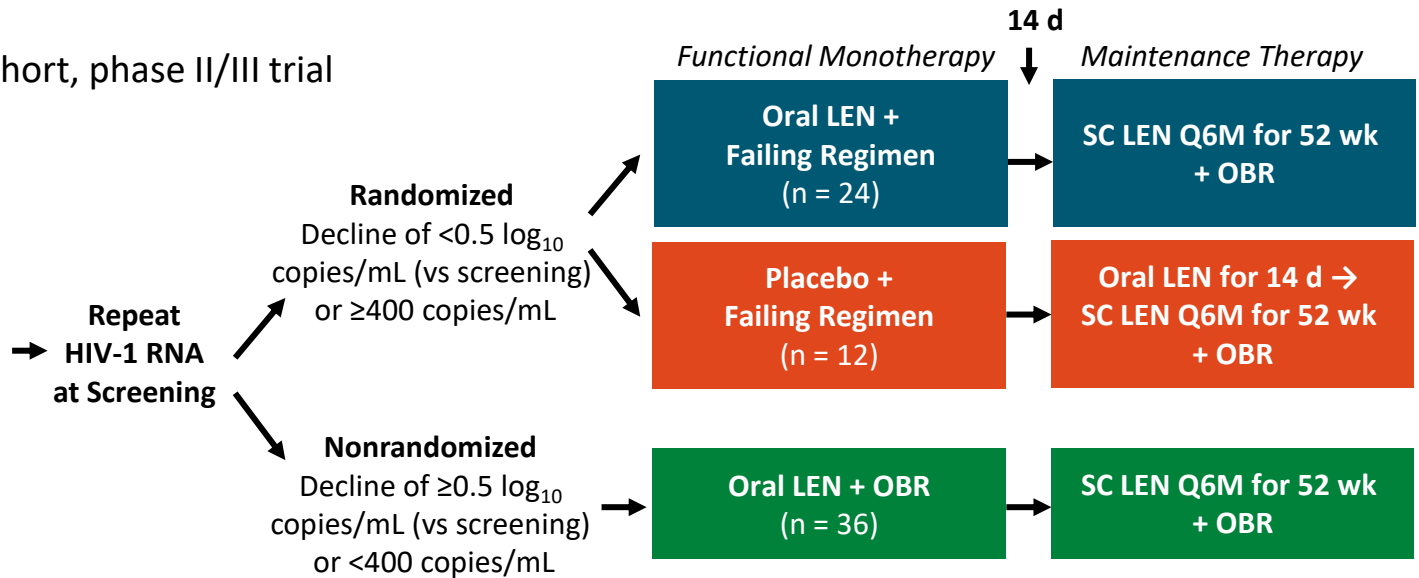 hort, phase II/III trial
14 d
Functional Monotherapy
Maintenance Therapy
Repeat
HIV-1 RNA
at Screening
Randomized
Decline of <0.5 log₁₀
copies/mL (vs screening)
or ≥400 copies/mL
Oral LEN +
Failing Regimen
(n = 24)
SC LEN Q6M for 52 wk
+ OBR
Placebo +
Failing Regimen
(n = 12)
Oral LEN for 14 d →
SC LEN Q6M for 52 wk
+ OBR
Nonrandomized
Decline of ≥0.5 log₁₀
copies/mL (vs screening)
or <400 copies/mL
Oral LEN + OBR
(n = 36)
SC LEN Q6M for 52 wk
+ OBR